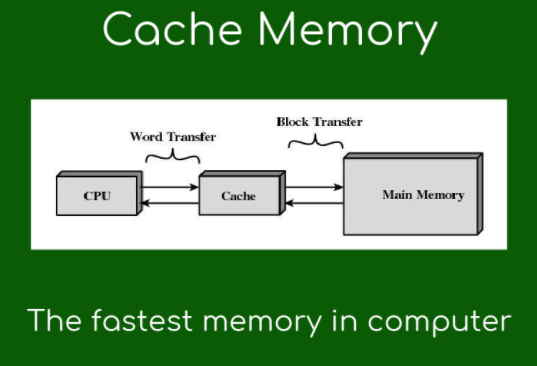 Cache Memory
Block Transfer
Word Transfer
CPU
Cache
Main Memory
The fastest memory in computer